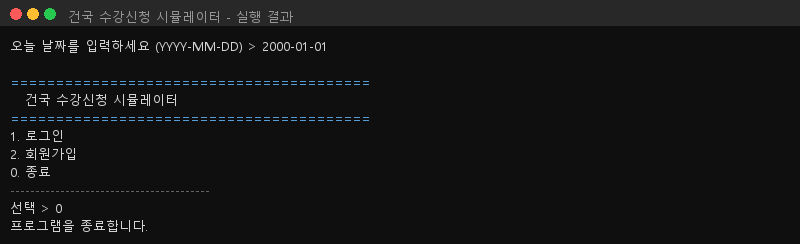 건국 수강신청 시뮬레이터 - 실행 결과
오늘 날짜를 입력하세요 (YYYY-MM-DD) > 2000-01-01
========================================
건국 수강신청 시뮬레이터
========================================
1. 로그인
2. 회원가입
0. 종료
----------------------------------------
선택 > 0
프로그램을 종료합니다.